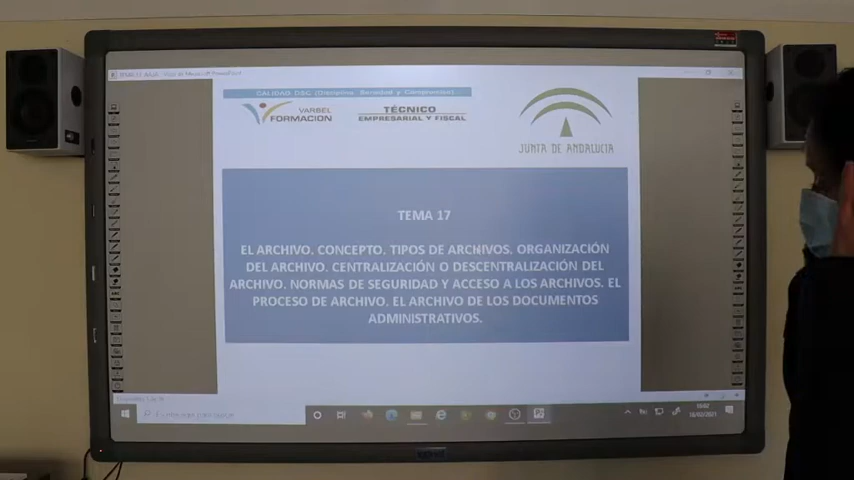 CALIDAD DSC (Disciplina, Seriedad y Compromiso)
VARBEL
FORMACION
TÉCNICO
EMPRESARIAL Y FISCAL
JUNTA DE ANDALUCIA
TEMA 17
EL ARCHIVO. CONCEPTO. TIPOS DE ARCHIVOS. ORGANIZACIÓN
DEL ARCHIVO. CENTRALIZACIÓN O DESCENTRALIZACIÓN DEL
ARCHIVO. NORMAS DE SEGURIDAD Y ACCESO A LOS ARCHIVOS. EL
PROCESO DE ARCHIVO. EL ARCHIVO DE LOS DOCUMENTOS
ADMINISTRATIVOS.